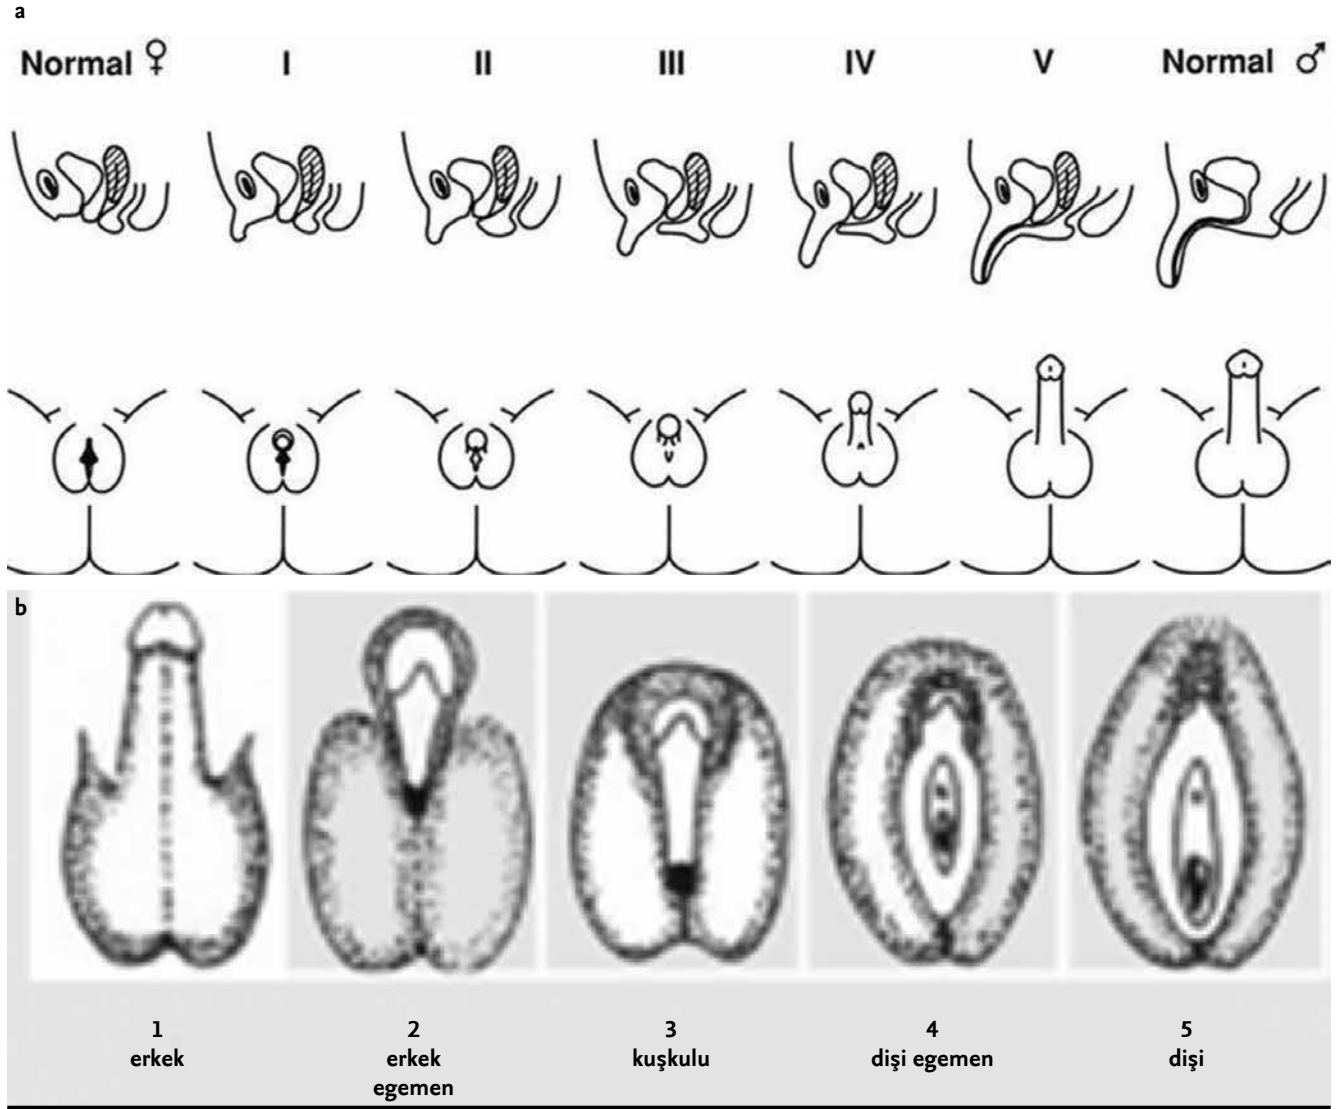 a
Normal ♀ I II III IV V Normal ♂
b
1 2 3 4 5
erkek erkek kuşkulu dişi egemen dişi
egemen